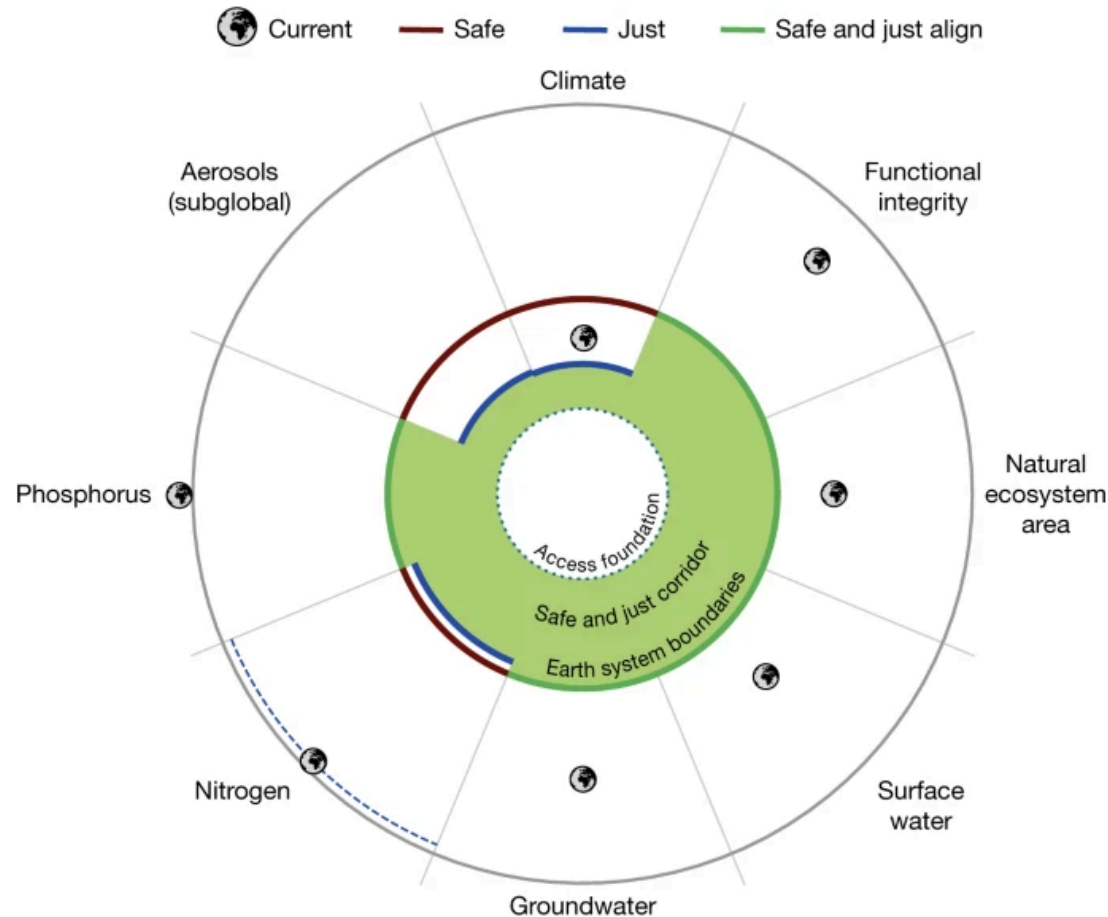 Current
Safe
Just
Safe and just align
Climate
Aerosols
(subglobal)
Functional
integrity
Phosphorus
Natural
ecosystem
area
Access foundation
Safe and just corridor
Earth system boundaries
Nitrogen
Surface
water
Groundwater